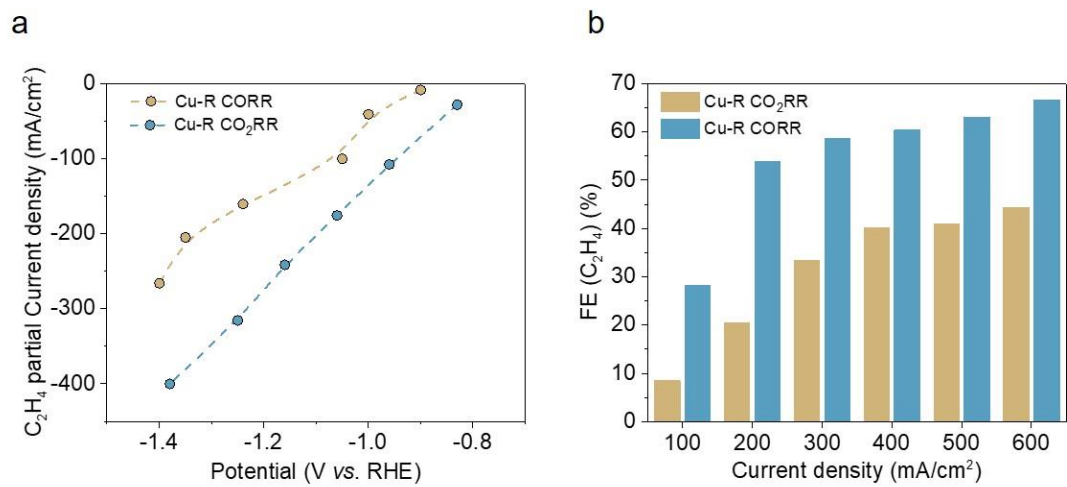 a
C₂H₄ partial Current density (mA/cm²)
0
-100
-200
-300
-400
Cu-R CORR
Cu-R CO₂RR
-1.4
-1.2
-1.0
-0.8
Potential (V vs. RHE)
b
FE (C₂H₄) (%)
70
60
50
40
30
20
10
0
Cu-R CO₂RR
Cu-R CORR
100
200
300
400
500
600
Current density (mA/cm²)